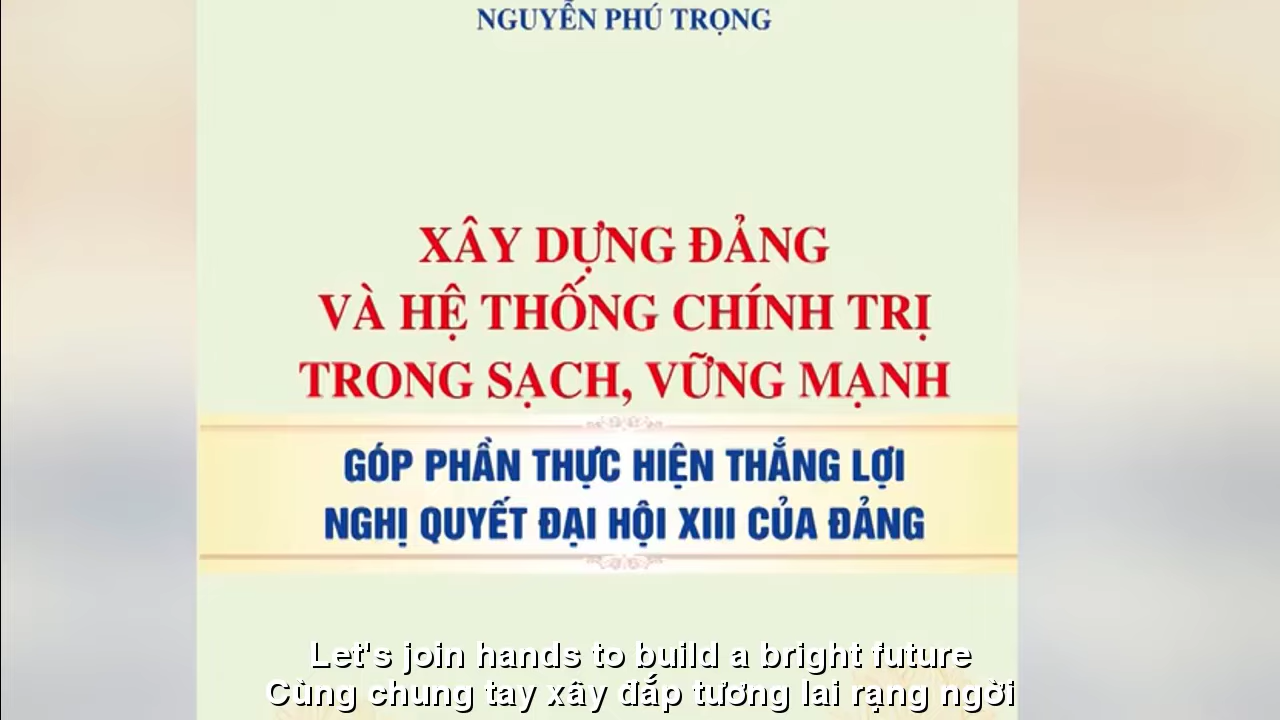 NGUYỄN PHÚ TRỌNG
XÂY DỰNG ĐẢNG
VÀ HỆ THỐNG CHÍNH TRỊ
TRONG SẠCH, VỮNG MẠNH
GÓP PHẦN THỰC HIỆN THẮNG LỢI
NGHỊ QUYẾT ĐẠI HỘI XIII CỦA ĐẢNG
Let's join hands to build a bright future
Cùng chung tay xây đắp tương lai rạng ngời